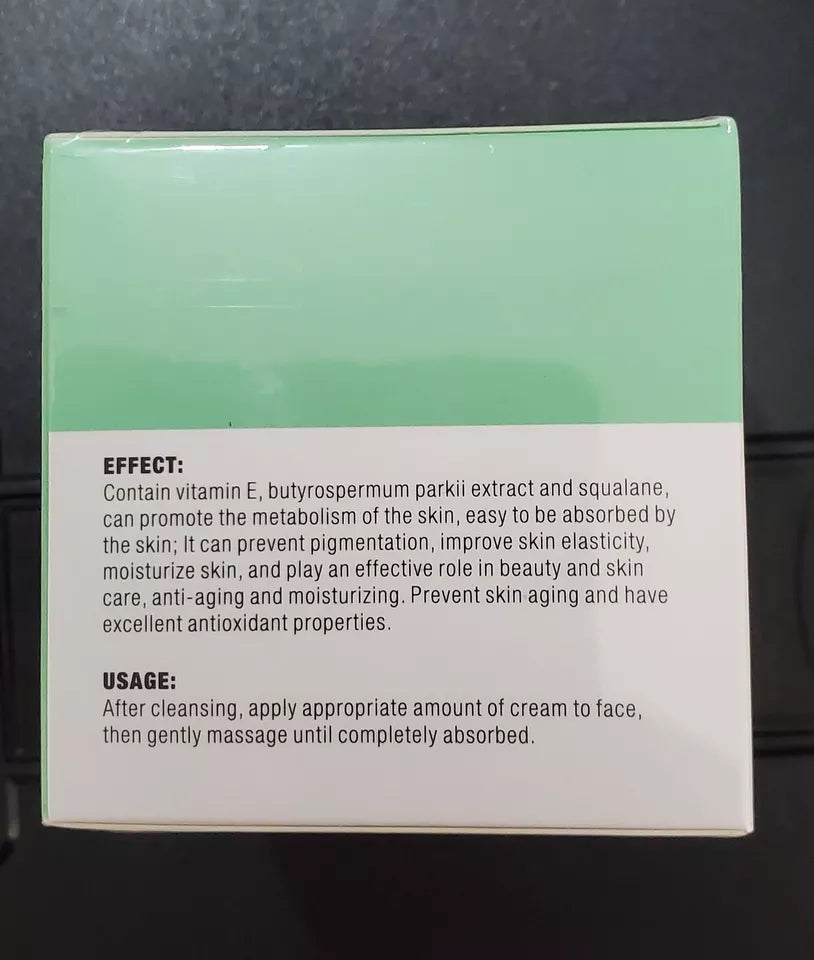 EFFECT:
Contain vitamin E, butyrospermum parkii extract and squalane,
can promote the metabolism of the skin, easy to be absorbed by
the skin; It can prevent pigmentation, improve skin elasticity,
moisturize skin, and play an effective role in beauty and skin
care, anti-aging and moisturizing. Prevent skin aging and have
excellent antioxidant properties.
USAGE:
After cleansing, apply appropriate amount of cream to face,
then gently massage until completely absorbed.